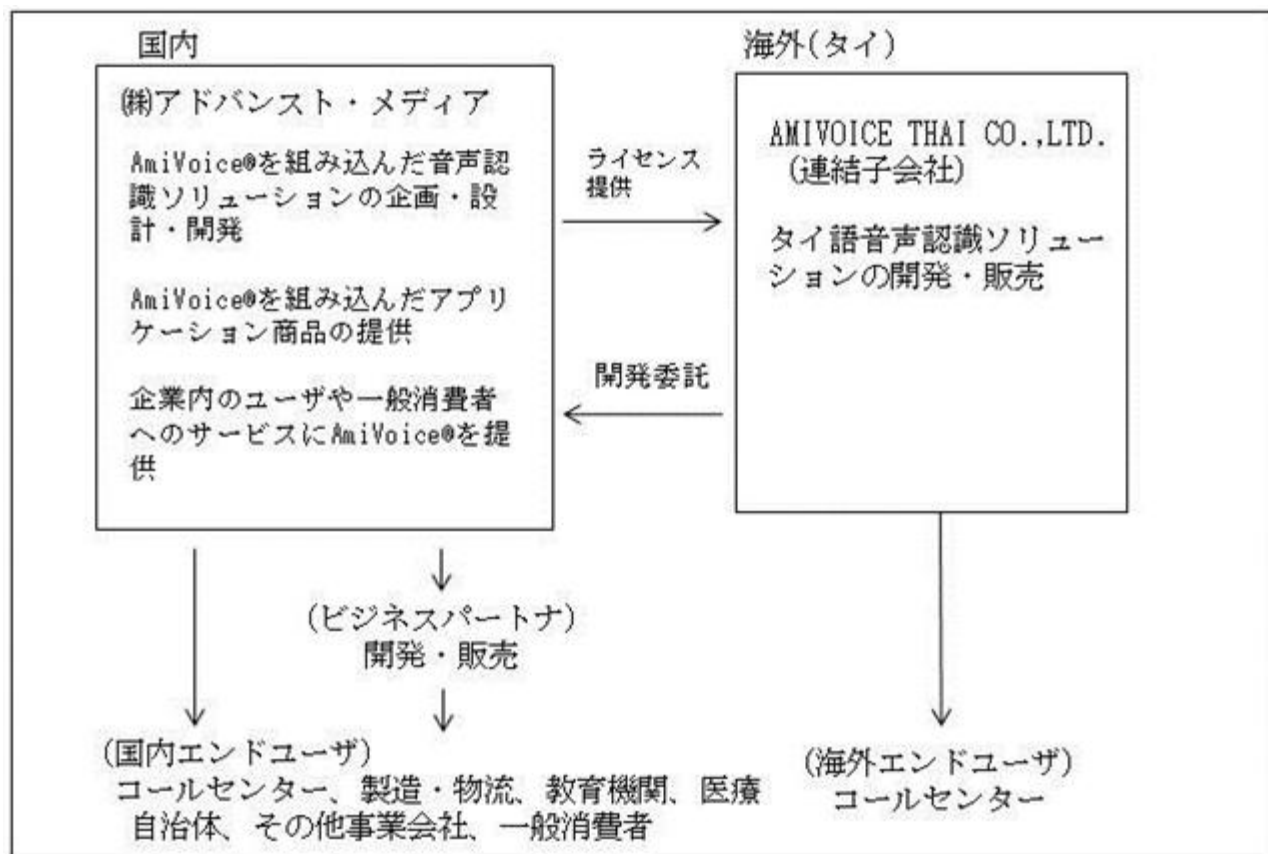 国内
㈱アドバンスト・メディア
AmiVoice®を組み込んだ音声認
識ソリューションの企画・設
計・開発
AmiVoice®を組み込んだアプリ
ケーション商品の提供
企業内のユーザや一般消費者
へのサービスにAmiVoice®を提
供
ライセンス
提供
開発委託
海外(タイ)
AMIVOICE THAI CO.,LTD.
(連結子会社)
タイ語音声認識ソリュー
ションの開発・販売
(ビジネスパートナ)
開発・販売
(国内エンドユーザ)
コールセンター、製造・物流、教育機関、医療
自治体、その他事業会社、一般消費者
(海外エンドユーザ)
コールセンター